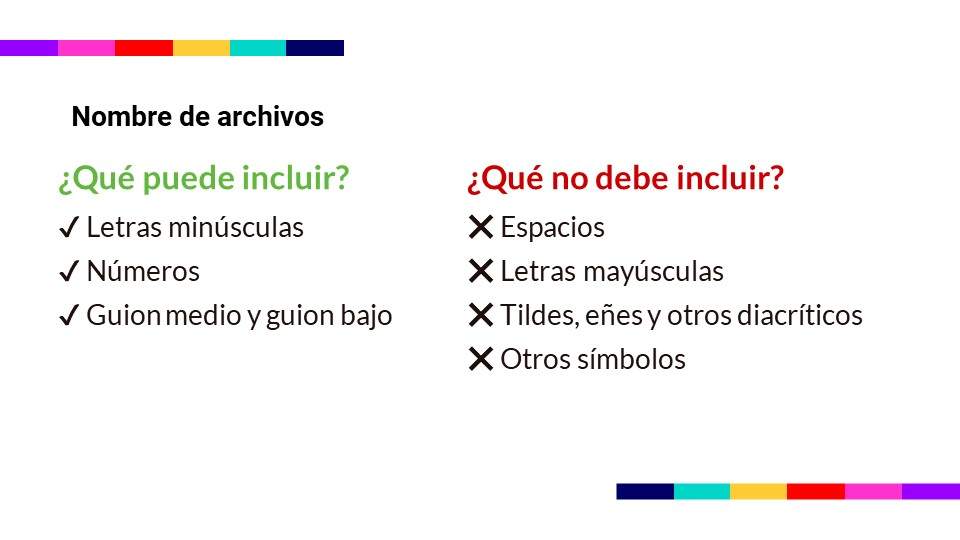 Nombre de archivos
¿Qué puede incluir?
✓ Letras minúsculas
✓ Números
✓ Guion medio y guion bajo
¿Qué no debe incluir?
✕ Espacios
✕ Letras mayúsculas
✕ Tildes, eñes y otros diacríticos
✕ Otros símbolos